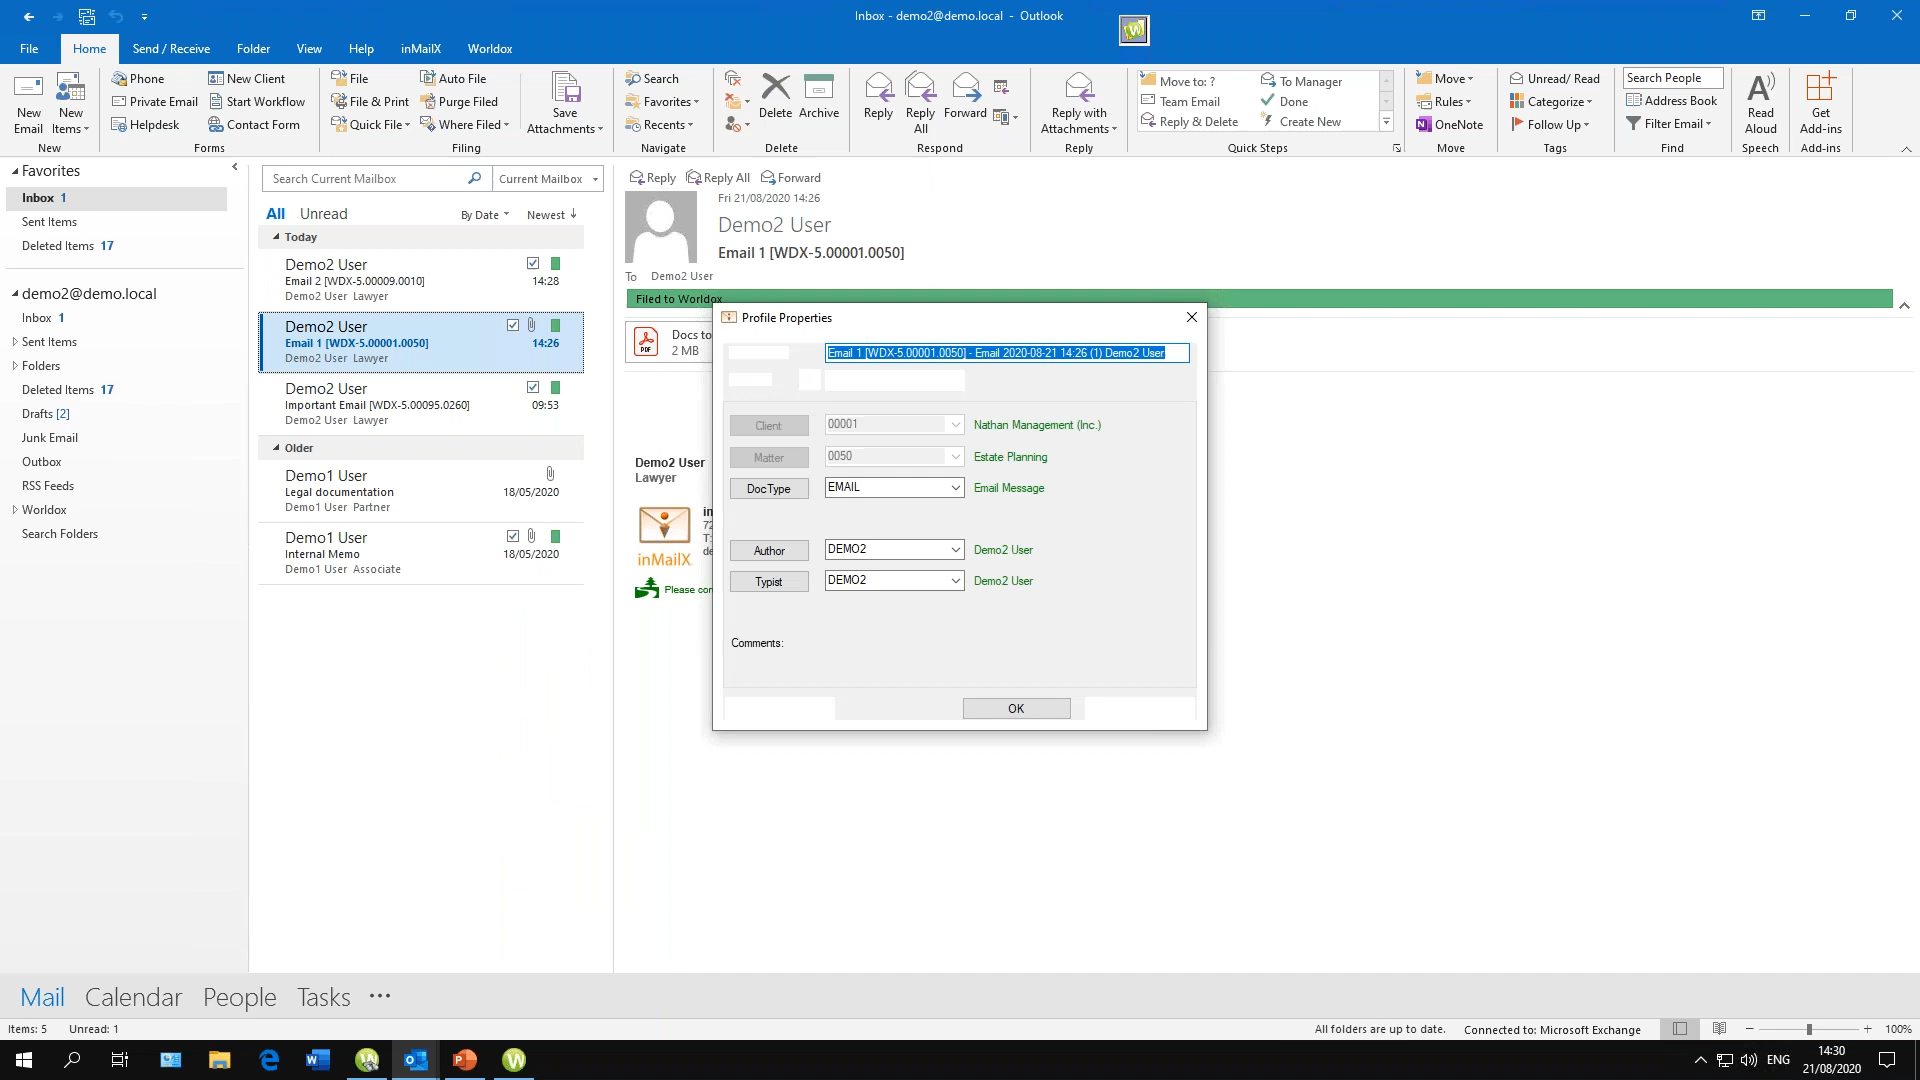 Inbox - demo2@demo.local - Outlook
File Home Send / Receive Folder View Help inMailX Worldox
New Email
New Items
New
Phone
Private Email
Helpdesk
New Client
Start Workflow
Contact Form
Forms
File
File & Print
Quick File
Auto File
Purge Filed
Where Filed
Save Attachments
Filing
Search
Favorites
Recents
Navigate
Delete
Archive
Delete
Reply
Reply All
Forward
Respond
Reply with Attachments
Reply
Move to: ?
Team Email
Reply & Delete
To Manager
Done
Create New
Quick Steps
Move
Rules
OneNote
Move
Unread/ Read
Categorize
Follow Up
Tags
Search People
Address Book
Filter Email
Find
Read Aloud
Speech
Get Add-ins
Add-ins
Favorites
Inbox 1
Sent Items
Deleted Items 17
demo2@demo.local
Inbox 1
Sent Items
Folders
Deleted Items 17
Drafts [2]
Junk Email
Outbox
RSS Feeds
Worldox
Search Folders
Search Current Mailbox Current Mailbox
All Unread By Date Newest
Today
Demo2 User
Email 2 [WDX-5.00009.0010] 14:28
Demo2 User Lawyer
Demo2 User
Email 1 [WDX-5.00001.0050] 14:26
Demo2 User Lawyer
Demo2 User
Important Email [WDX-5.00095.0260] 09:53
Demo2 User Lawyer
Older
Demo1 User
Legal documentation 18/05/2020
Demo1 User Partner
Demo1 User
Internal Memo 18/05/2020
Demo1 User Associate
Reply Reply All Forward
Fri 21/08/2020 14:26
Demo2 User
Email 1 [WDX-5.00001.0050]
To Demo2 User
Filed to Worldox
PDF
Docs to
2 MB
Demo2 User
Lawyer
inMailX
in
72
T:
de
Please con
Profile Properties
Email 1 [WDX-5.00001.0050] - Email 2020-08-21 14:26 (1) Demo2 User
Client 00001 Nathan Management (Inc.)
Matter 0050 Estate Planning
DocType EMAIL Email Message
Author DEMO2 Demo2 User
Typist DEMO2 Demo2 User
Comments:
OK
Mail Calendar People Tasks •••
Items: 5 Unread: 1 All folders are up to date. Connected to: Microsoft Exchange 100%
ENG
14:30
21/08/2020